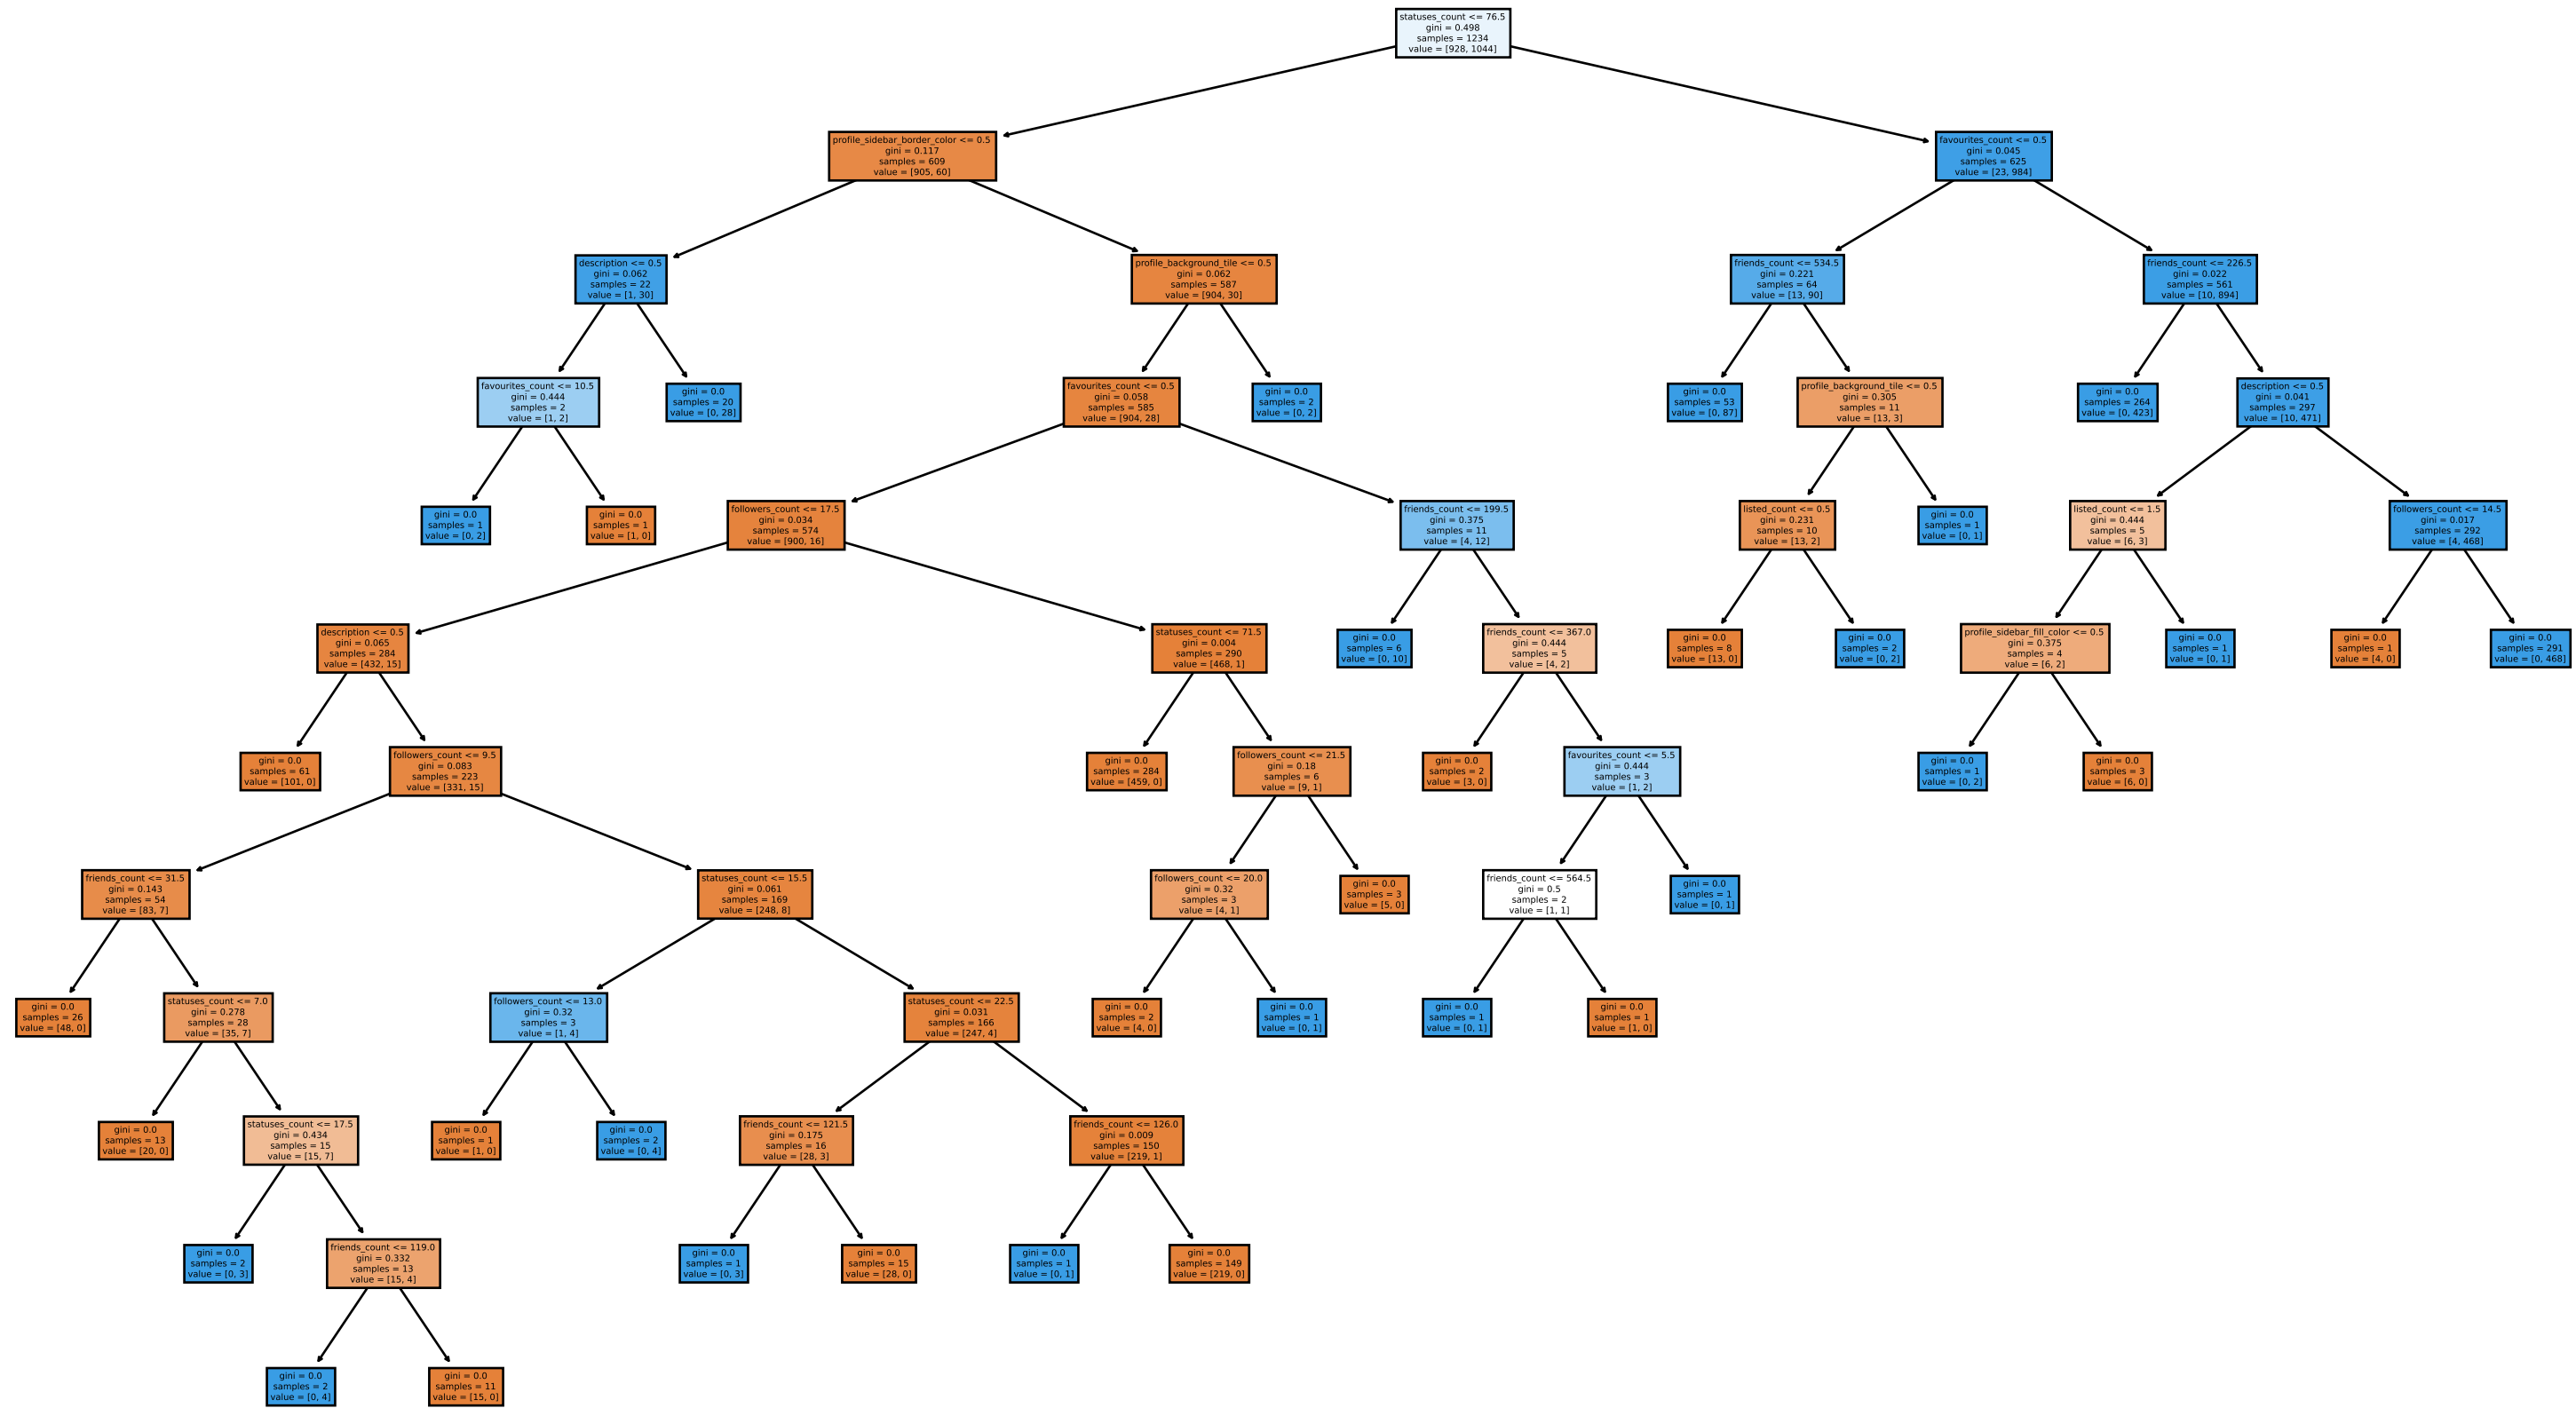 statuses_count <= 76.5
gini = 0.498
samples = 1234
value = [928, 1044]
profile_sidebar_border_color <= 0.5
gini = 0.117
samples = 609
value = [905, 60]
favourites_count <= 0.5
gini = 0.045
samples = 625
value = [23, 984]
description <= 0.5
gini = 0.062
samples = 22
value = [1, 30]
profile_background_tile <= 0.5
gini = 0.062
samples = 587
value = [904, 30]
friends_count <= 534.5
gini = 0.221
samples = 64
value = [13, 90]
friends_count <= 226.5
gini = 0.022
samples = 561
value = [10, 894]
favourites_count <= 10.5
gini = 0.444
samples = 2
value = [1, 2]
gini = 0.0
samples = 20
value = [0, 28]
favourites_count <= 0.5
gini = 0.058
samples = 585
value = [904, 28]
gini = 0.0
samples = 2
value = [0, 2]
gini = 0.0
samples = 53
value = [0, 87]
profile_background_tile <= 0.5
gini = 0.305
samples = 11
value = [13, 3]
gini = 0.0
samples = 264
value = [0, 423]
description <= 0.5
gini = 0.041
samples = 297
value = [10, 471]
gini = 0.0
samples = 1
value = [0, 2]
gini = 0.0
samples = 1
value = [1, 0]
followers_count <= 17.5
gini = 0.034
samples = 574
value = [900, 16]
friends_count <= 199.5
gini = 0.375
samples = 11
value = [4, 12]
listed_count <= 0.5
gini = 0.231
samples = 10
value = [13, 2]
gini = 0.0
samples = 1
value = [0, 1]
listed_count <= 1.5
gini = 0.444
samples = 5
value = [6, 3]
followers_count <= 14.5
gini = 0.017
samples = 292
value = [4, 468]
description <= 0.5
gini = 0.065
samples = 284
value = [432, 15]
statuses_count <= 71.5
gini = 0.004
samples = 290
value = [468, 1]
gini = 0.0
samples = 6
value = [0, 10]
friends_count <= 367.0
gini = 0.444
samples = 5
value = [4, 2]
gini = 0.0
samples = 8
value = [13, 0]
gini = 0.0
samples = 2
value = [0, 2]
profile_sidebar_fill_color <= 0.5
gini = 0.375
samples = 4
value = [6, 2]
gini = 0.0
samples = 1
value = [0, 1]
gini = 0.0
samples = 1
value = [4, 0]
gini = 0.0
samples = 291
value = [0, 468]
gini = 0.0
samples = 61
value = [101, 0]
followers_count <= 9.5
gini = 0.083
samples = 223
value = [331, 15]
gini = 0.0
samples = 284
value = [459, 0]
followers_count <= 21.5
gini = 0.18
samples = 6
value = [9, 1]
gini = 0.0
samples = 2
value = [3, 0]
favourites_count <= 5.5
gini = 0.444
samples = 3
value = [1, 2]
gini = 0.0
samples = 1
value = [0, 2]
gini = 0.0
samples = 3
value = [6, 0]
friends_count <= 31.5
gini = 0.143
samples = 54
value = [83, 7]
statuses_count <= 15.5
gini = 0.061
samples = 169
value = [248, 8]
followers_count <= 20.0
gini = 0.32
samples = 3
value = [4, 1]
gini = 0.0
samples = 3
value = [5, 0]
friends_count <= 564.5
gini = 0.5
samples = 2
value = [1, 1]
gini = 0.0
samples = 1
value = [0, 1]
gini = 0.0
samples = 26
value = [48, 0]
statuses_count <= 7.0
gini = 0.278
samples = 28
value = [35, 7]
followers_count <= 13.0
gini = 0.32
samples = 3
value = [1, 4]
statuses_count <= 22.5
gini = 0.031
samples = 166
value = [247, 4]
gini = 0.0
samples = 2
value = [4, 0]
gini = 0.0
samples = 1
value = [0, 1]
gini = 0.0
samples = 1
value = [0, 1]
gini = 0.0
samples = 1
value = [1, 0]
gini = 0.0
samples = 13
value = [20, 0]
statuses_count <= 17.5
gini = 0.434
samples = 15
value = [15, 7]
gini = 0.0
samples = 1
value = [1, 0]
gini = 0.0
samples = 2
value = [0, 4]
friends_count <= 121.5
gini = 0.175
samples = 16
value = [28, 3]
friends_count <= 126.0
gini = 0.009
samples = 150
value = [219, 1]
gini = 0.0
samples = 2
value = [0, 3]
friends_count <= 119.0
gini = 0.332
samples = 13
value = [15, 4]
gini = 0.0
samples = 1
value = [0, 3]
gini = 0.0
samples = 15
value = [28, 0]
gini = 0.0
samples = 1
value = [0, 1]
gini = 0.0
samples = 149
value = [219, 0]
gini = 0.0
samples = 2
value = [0, 4]
gini = 0.0
samples = 11
value = [15, 0]